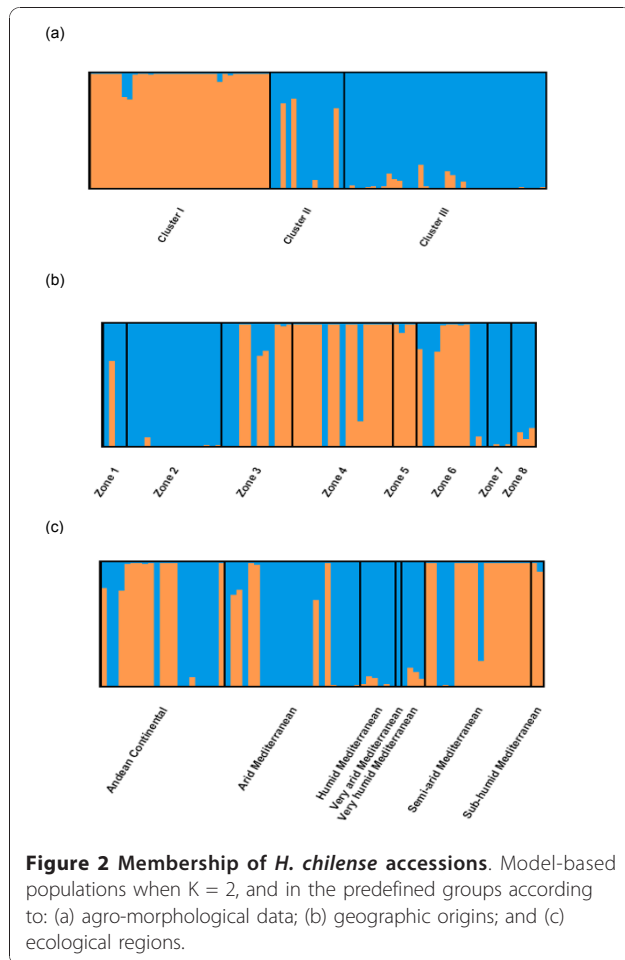 (a)
Cluster I
Cluster II
Cluster III
(b)
Zone 1
Zone 2
Zone 3
Zone 4
Zone 5
Zone 6
Zone 7
Zone 8
(c)
Andean Continental
Arid Mediterranean
Humid Mediterranean
Very arid Mediterranean
Very humid Mediterranean
Semi-arid Mediterranean
Sub-humid Mediterranean
Figure 2 Membership of H. chilense accessions. Model-based
populations when K = 2, and in the predefined groups according
to: (a) agro-morphological data; (b) geographic origins; and (c)
ecological regions.